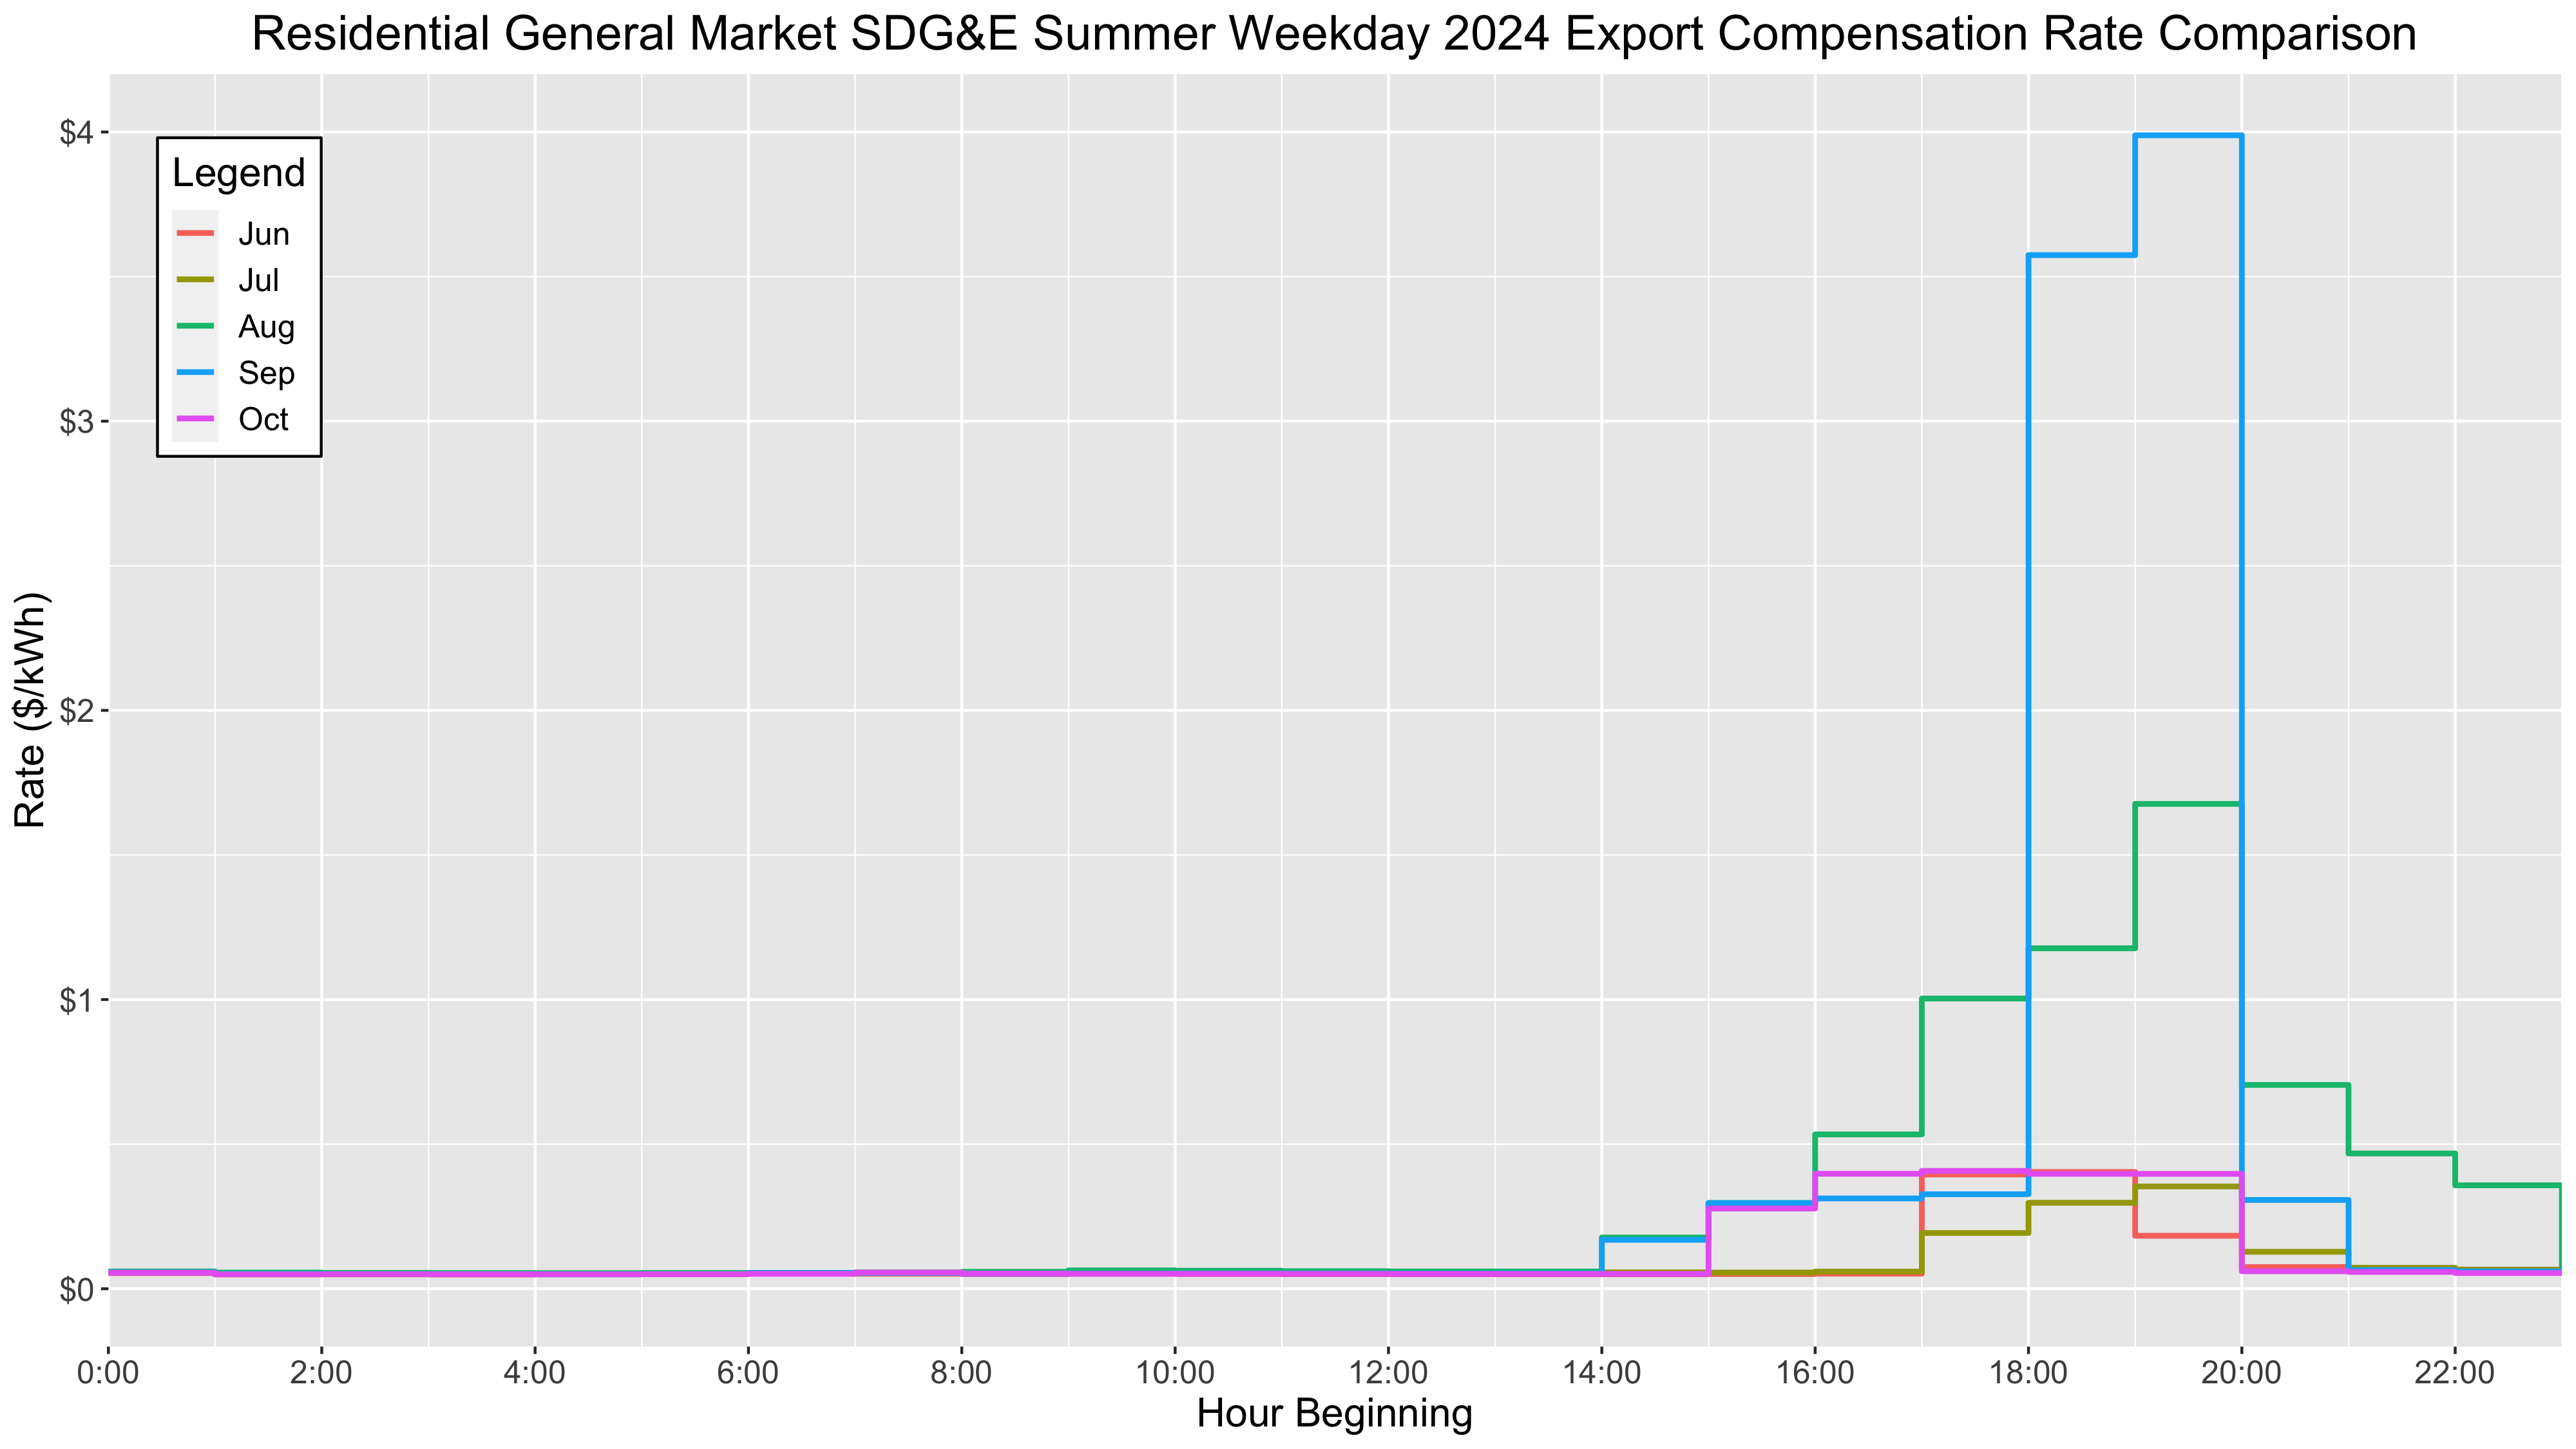 Residential General Market SDG&E Summer Weekday 2024 Export Compensation Rate Comparison
$4
$3
$2
$1
$0
Rate ($/kWh)
Legend
Jun
Jul
Aug
Sep
Oct
0:00 2:00 4:00 6:00 8:00 10:00 12:00 14:00 16:00 18:00 20:00 22:00
Hour Beginning